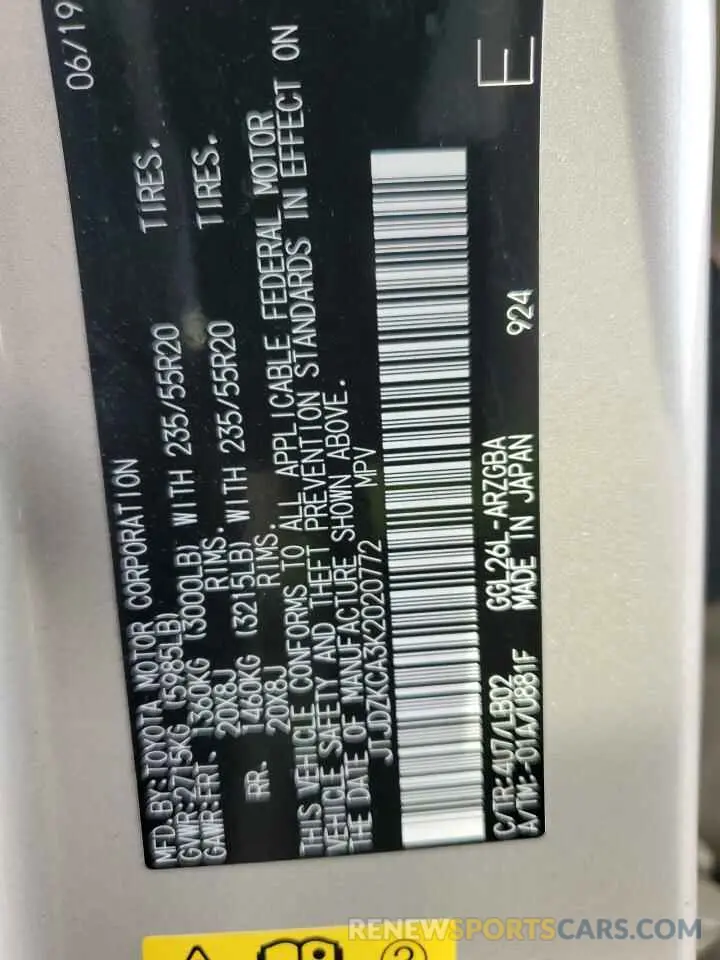 MFD.BY:TOYOTA MOTOR CORPORATION 06/19
GVWR:2715KG (5985LB)
GAWR:FRT. 1360KG (3000LB) WITH 235/55R20 TIRES.
20X8J RIMS.
RR. 1460KG (3215LB) WITH 235/55R20 TIRES.
20X8J RIMS.
THIS VEHICLE CONFORMS TO ALL APPLICABLE FEDERAL MOTOR
VEHICLE SAFETY AND THEFT PREVENTION STANDARDS IN EFFECT ON
THE DATE OF MANUFACTURE SHOWN ABOVE.
JTJDZKCA3K2020772 MPV
C/TR:4U7/LB02 GGL26L-ARZGBA
A/TM:-01A/U881F MADE IN JAPAN 924 E
RENEWSPORTSCARS.COM